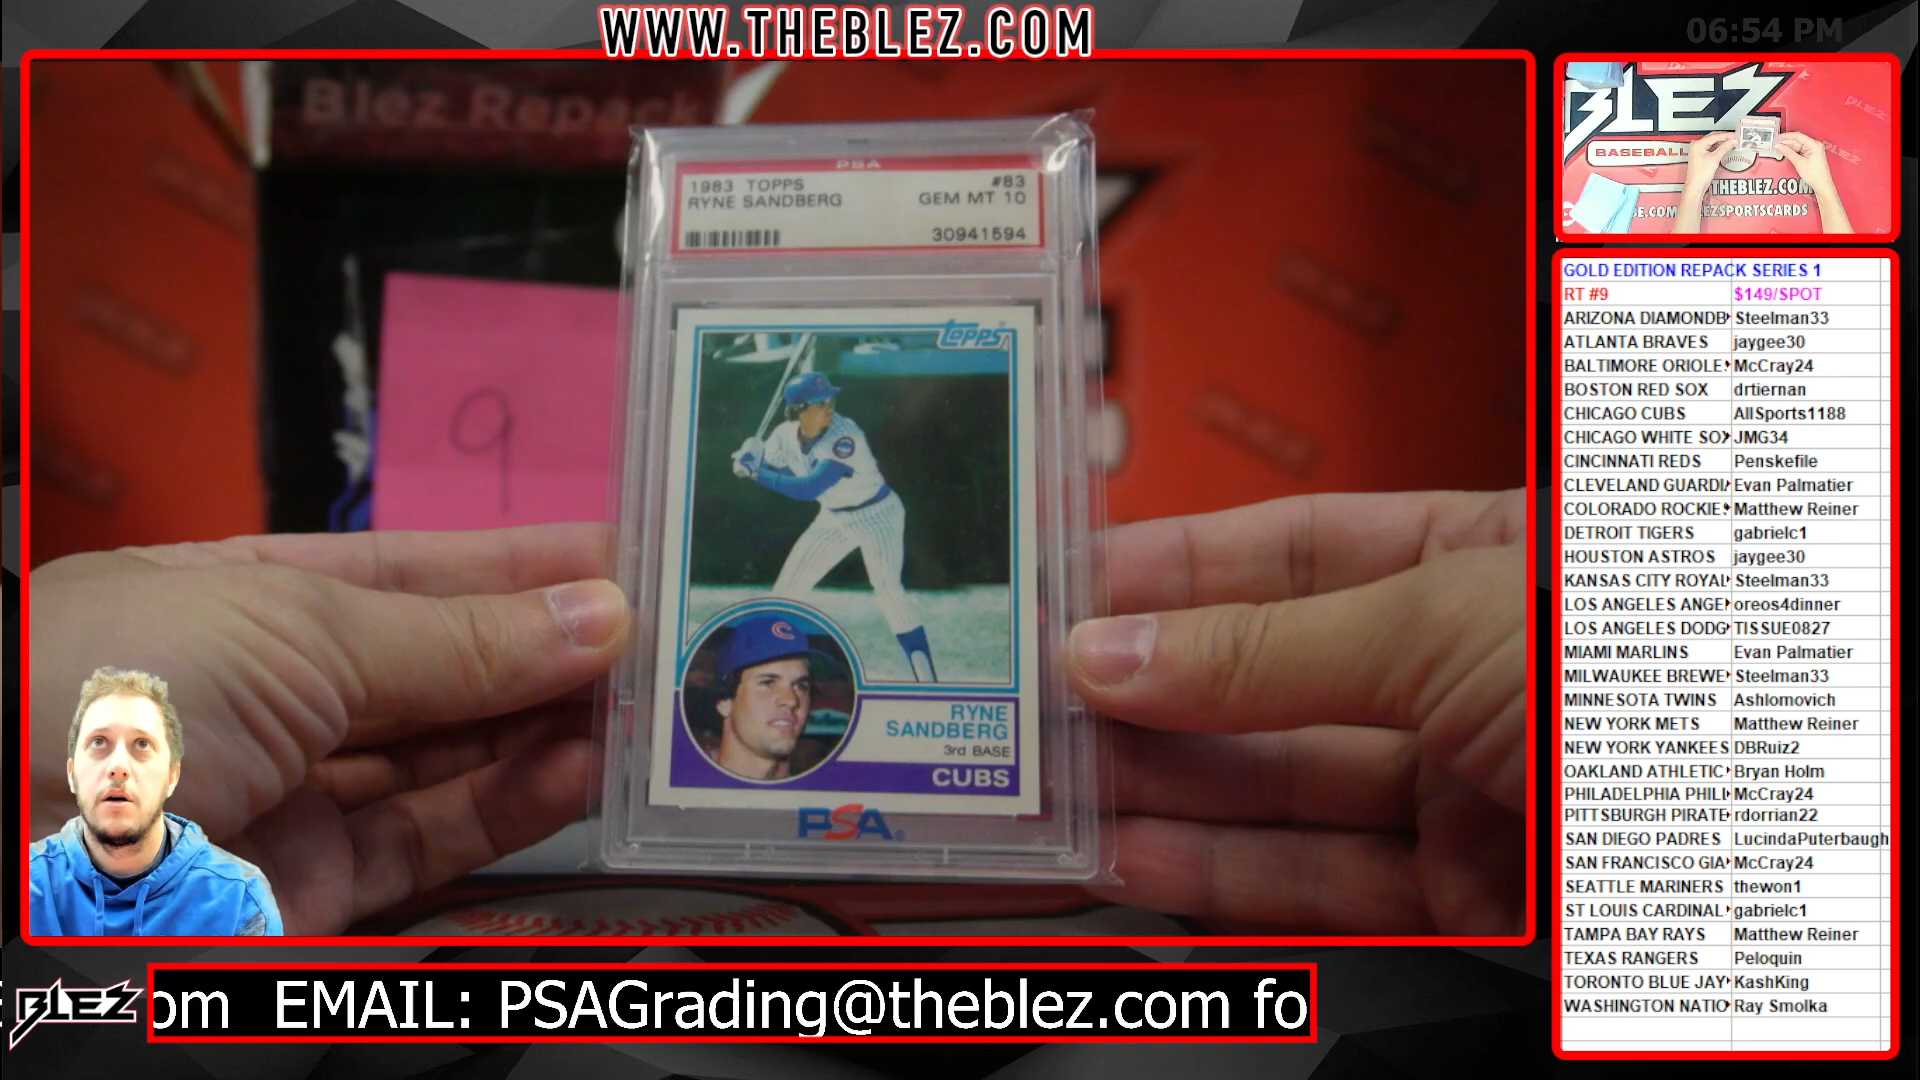 WWW.THEBLEZ.COM
06:54 PM
Blez Repack
PSA
1983 TOPPS #83
RYNE SANDBERG GEM MT 10
30941594
9
topps
RYNE
SANDBERG
3rd BASE
CUBS
PSA
BLEZ
BASEBALL
THEBLEZ.COM
SE.COM LEZSPORTSCARDS
GOLD EDITION REPACK SERIES 1
RT #9 $149/SPOT
ARIZONA DIAMONDB Steelman33
ATLANTA BRAVES jaygee30
BALTIMORE ORIOLE McCray24
BOSTON RED SOX drtiernan
CHICAGO CUBS AllSports1188
CHICAGO WHITE SOX JMG34
CINCINNATI REDS Penskefile
CLEVELAND GUARDI Evan Palmatier
COLORADO ROCKIE Matthew Reiner
DETROIT TIGERS gabrielc1
HOUSTON ASTROS jaygee30
KANSAS CITY ROYAL Steelman33
LOS ANGELES ANGE oreos4dinner
LOS ANGELES DODG TISSUE0827
MIAMI MARLINS Evan Palmatier
MILWAUKEE BREWE Steelman33
MINNESOTA TWINS Ashlomovich
NEW YORK METS Matthew Reiner
NEW YORK YANKEES DBRuiz2
OAKLAND ATHLETIC Bryan Holm
PHILADELPHIA PHILI McCray24
PITTSBURGH PIRATE rdorrian22
SAN DIEGO PADRES LucindaPuterbaugh
SAN FRANCISCO GIA McCray24
SEATTLE MARINERS thewon1
ST LOUIS CARDINAL gabrielc1
TAMPA BAY RAYS Matthew Reiner
TEXAS RANGERS Peloquin
TORONTO BLUE JAY KashKing
WASHINGTON NATIO Ray Smolka
BLEZ
om EMAIL: PSAGrading@theblez.com fo